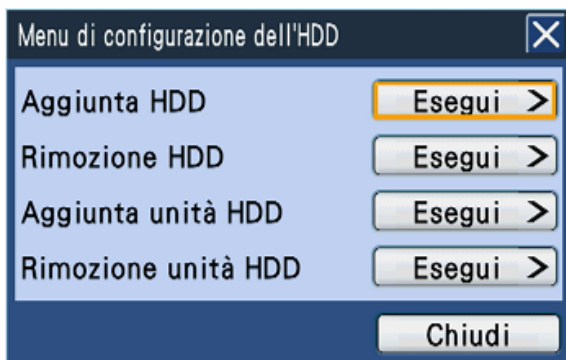 Menu di configurazione dell'HDD
Aggiunta HDD Esegui >
Rimozione HDD Esegui >
Aggiunta unità HDD Esegui >
Rimozione unità HDD Esegui >
Chiudi